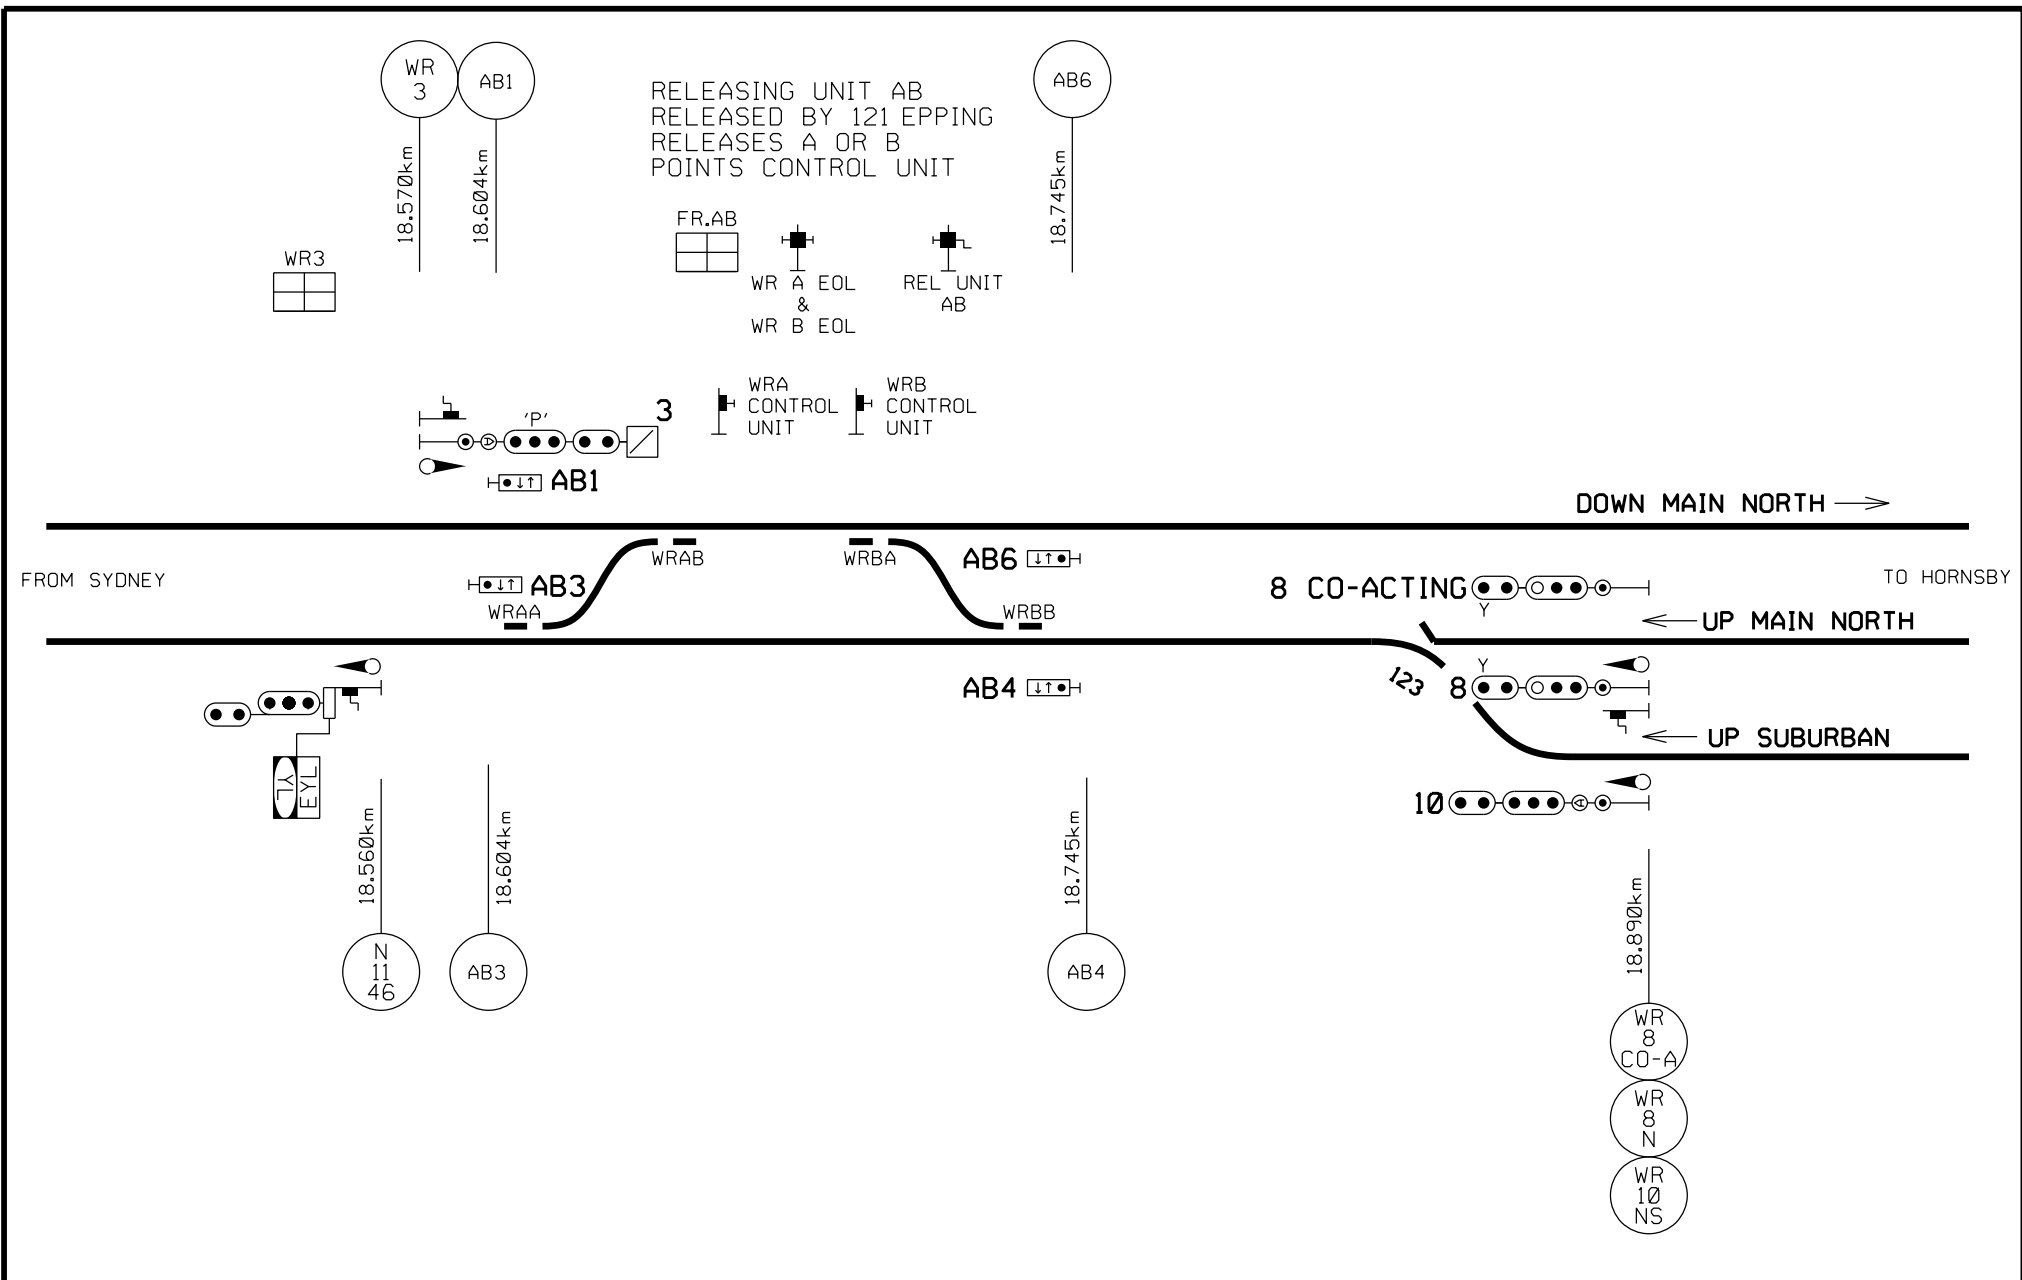 WR
3
AB1
RELEASING UNIT AB
RELEASED BY 121 EPPING
RELEASES A OR B
POINTS CONTROL UNIT
AB6
18.570km
18.604km
18.745km
WR3
FR.AB
WR A EOL
&
WR B EOL
REL UNIT
AB
'P'
3
WRA
CONTROL
UNIT
WRB
CONTROL
UNIT
A
↓↑ AB1
DOWN MAIN NORTH →
WRAB
WRBA
AB6 ↓↑
FROM SYDNEY
↓↑ AB3
8 CO-ACTING
Y
TO HORNSBY
WRAA
WRBB
← UP MAIN NORTH
123
Y
8
AB4 ↓↑
← UP SUBURBAN
YL
EYL
10
A
18.560km
18.604km
18.745km
18.890km
N
11
46
AB3
AB4
WR
8
CO-A
WR
8
N
WR
10
NS